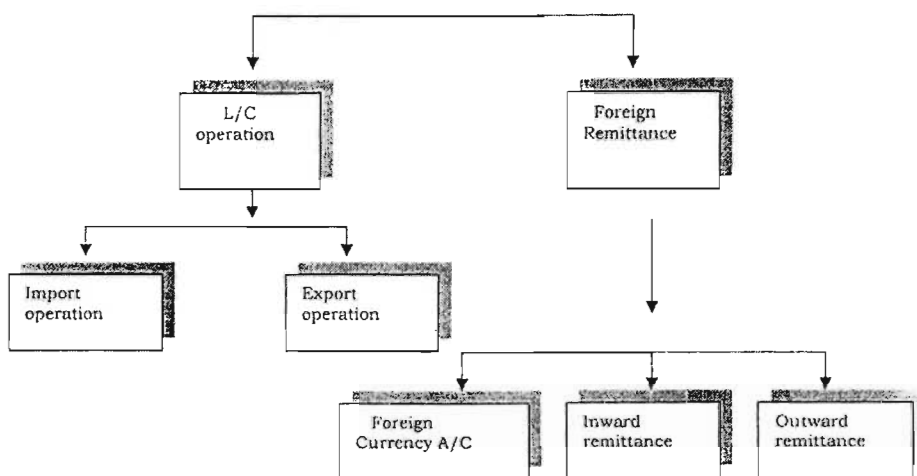 L/C
operation
Foreign
Remittance
Import
operation
Export
operation
Foreign
Currency A/C
Inward
remittance
Outward
remittance